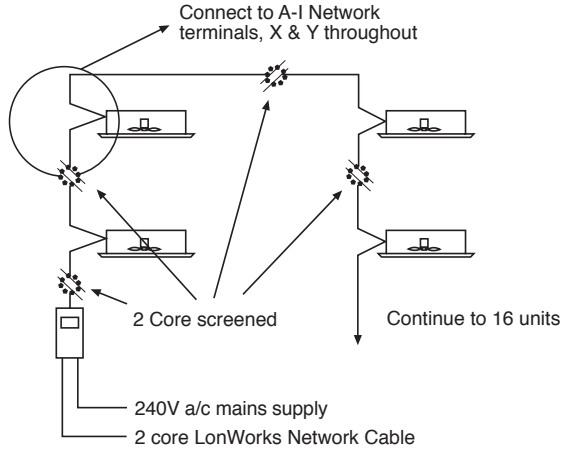 Connect to A-I Network
terminals, X & Y throughout
2 Core screened
Continue to 16 units
240V a/c mains supply
2 core LonWorks Network Cable